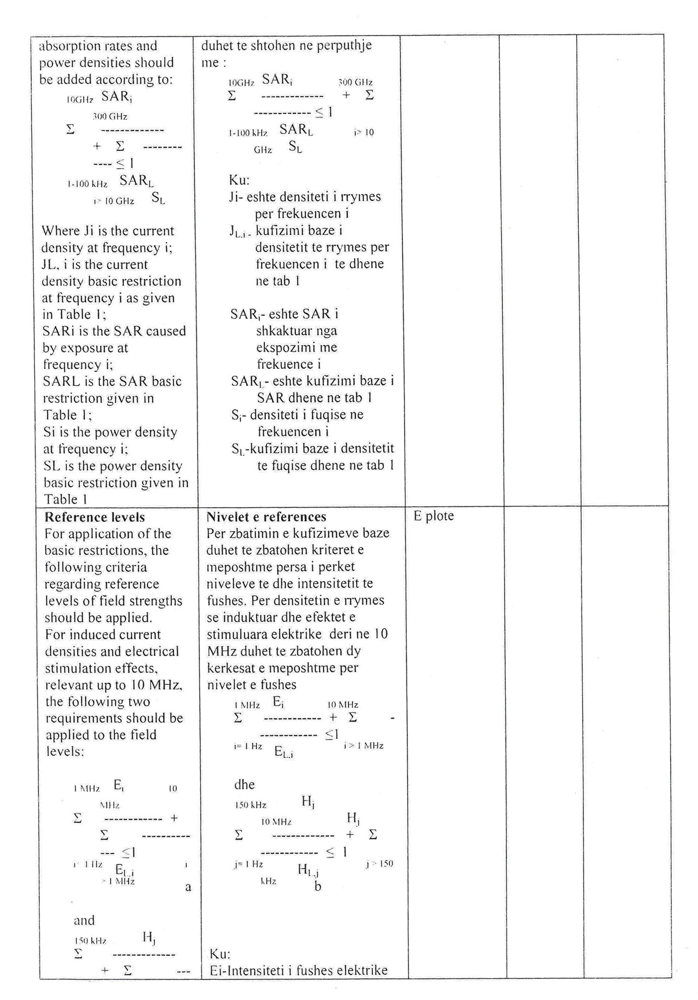 absorption rates and
power densities should
be added according to:
10GHz SARi
300 GHz
Σ -------------
+ Σ --------
---- ≤ 1
1-100 kHz SARL
i> 10 GHz SL
Where Ji is the current
density at frequency i;
JL, i is the current
density basic restriction
at frequency i as given
in Table 1;
SARi is the SAR caused
by exposure at
frequency i;
SARL is the SAR basic
restriction given in
Table 1;
Si is the power density
at frequency i;
SL is the power density
basic restriction given in
Table 1
duhet te shtohen ne perputhje
me :
10GHz SARi 300 GHz
Σ ------------- + Σ
------------ ≤ 1
1-100 kHz SARL i> 10
GHz SL
Ku:
Ji- eshte densiteti i rrymes
per frekuencen i
JL,i - kufizimi baze i
densitetit te rrymes per
frekuencen i te dhene
ne tab 1
SARi- eshte SAR i
shkaktuar nga
ekspozimi me
frekuence i
SARL- eshte kufizimi baze i
SAR dhene ne tab 1
Si- densiteti i fuqise ne
frekuencen i
SL-kufizimi baze i densitetit
te fuqise dhene ne tab 1
Reference levels
For application of the
basic restrictions, the
following criteria
regarding reference
levels of field strengths
should be applied.
For induced current
densities and electrical
stimulation effects,
relevant up to 10 MHz,
the following two
requirements should be
applied to the field
levels:
1 MHz Ei 10
MHz
Σ ------------ +
Σ ----------
--- ≤1
i= 1 Hz EL,i i
> 1 MHz a
and
150 kHz Hj
Σ -------------
+ Σ ---
Nivelet e references
Per zbatimin e kufizimeve baze
duhet te zbatohen kriteret e
meposhtme persa i perket
niveleve te dhe intensitetit te
fushes. Per densitetin e rrymes
se induktuar dhe efektet e
stimuluara elektrike deri ne 10
MHz duhet te zbatohen dy
kerkesat e meposhtme per
nivelet e fushes
1 MHz Ei 10 MHz
Σ ------------ + Σ -
------------ ≤1
i= 1 Hz EL,i i > 1 MHz
dhe
150 kHz Hj
10 MHz Hj
Σ ------------- + Σ
------------ ≤ 1
j= 1 Hz HL,j j > 150
kHz b
Ku:
Ei-Intensiteti i fushes elektrike
E plote